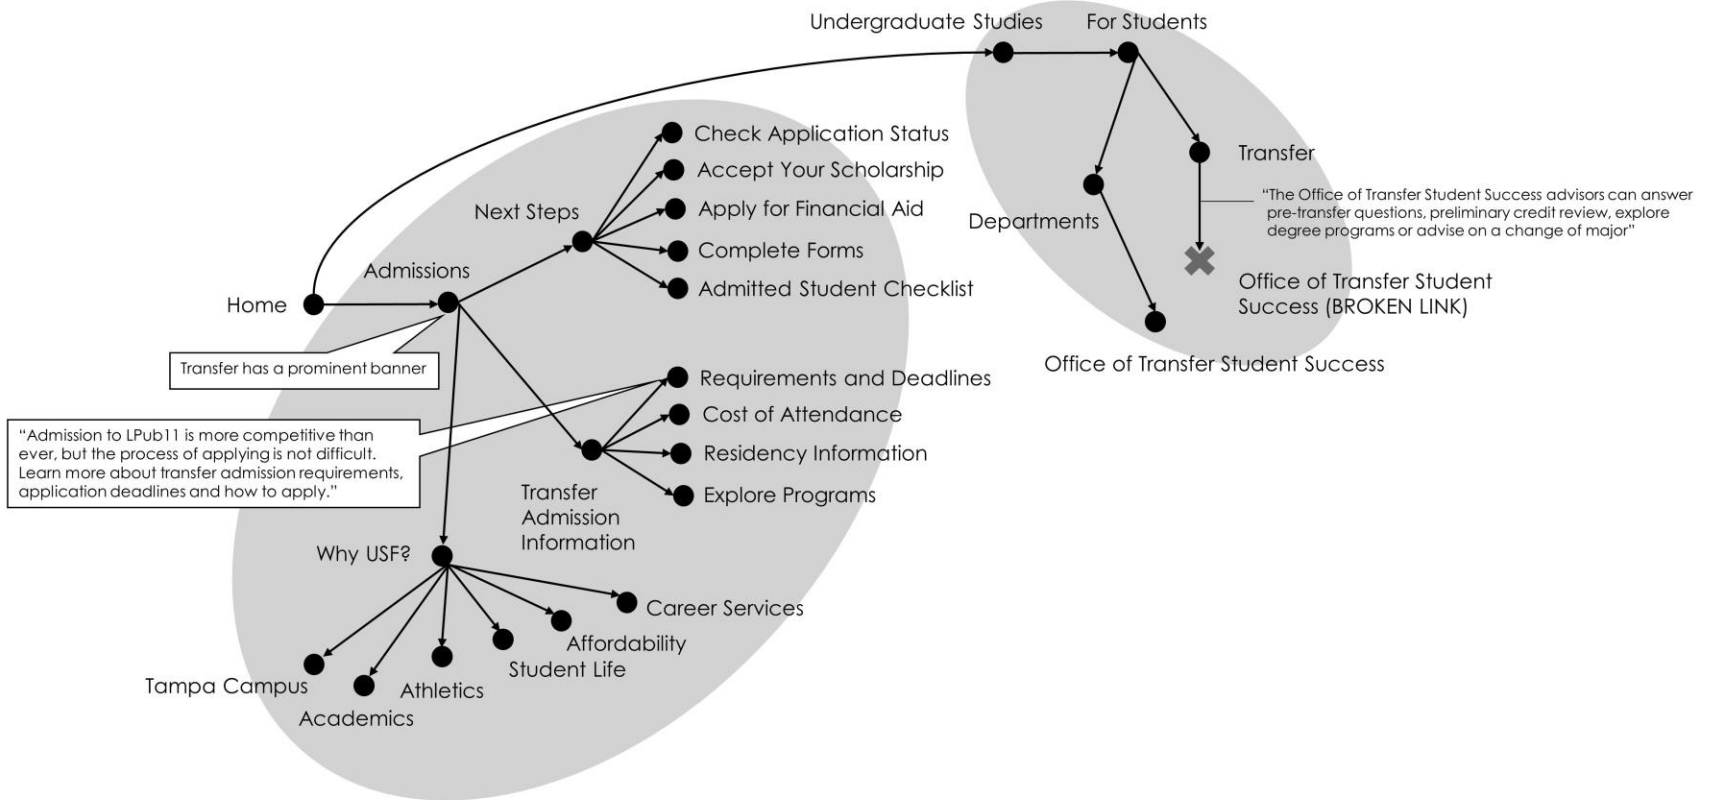 Undergraduate Studies
For Students
Check Application Status
Accept Your Scholarship
Transfer
Next Steps
Apply for Financial Aid
Departments
"The Office of Transfer Student Success advisors can answer
pre-transfer questions, preliminary credit review, explore
degree programs or advise on a change of major"
Complete Forms
Admissions
Admitted Student Checklist
Office of Transfer Student
Success (BROKEN LINK)
Home
Transfer has a prominent banner
Office of Transfer Student Success
Requirements and Deadlines
Cost of Attendance
"Admission to LPub11 is more competitive than
ever, but the process of applying is not difficult.
Learn more about transfer admission requirements,
application deadlines and how to apply."
Residency Information
Explore Programs
Transfer
Admission
Information
Why USF?
Career Services
Affordability
Student Life
Tampa Campus
Athletics
Academics